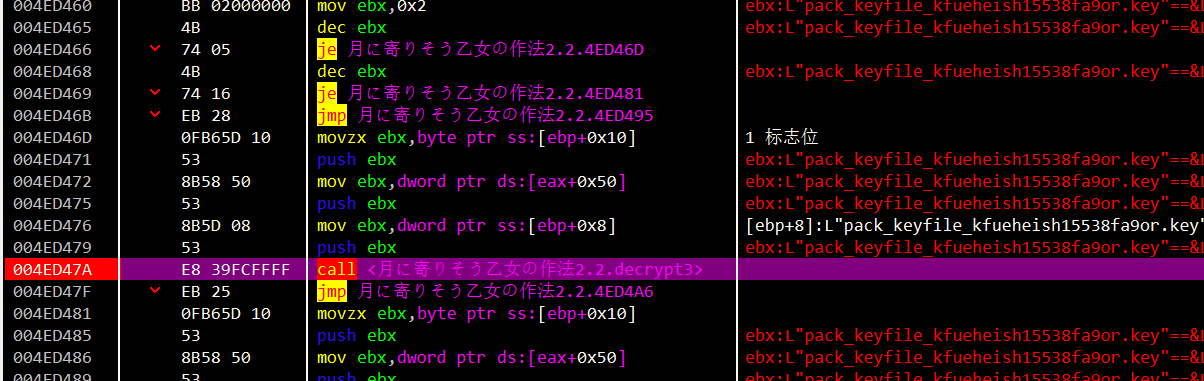 004ED460 BB 02000000 mov ebx,0x2 ebx:L"pack_keyfile_kfueheish15538fa9or.key"==&L
004ED465 4B dec ebx ebx:L"pack_keyfile_kfueheish15538fa9or.key"==&L
004ED466 74 05 je 月に寄りそう乙女の作法2.2.4ED46D
004ED468 4B dec ebx ebx:L"pack_keyfile_kfueheish15538fa9or.key"==&L
004ED469 74 16 je 月に寄りそう乙女の作法2.2.4ED481
004ED46B EB 28 jmp 月に寄りそう乙女の作法2.2.4ED495
004ED46D 0FB65D 10 movzx ebx,byte ptr ss:[ebp+0x10] 1 标志位
004ED471 53 push ebx ebx:L"pack_keyfile_kfueheish15538fa9or.key"==&L
004ED472 8B58 50 mov ebx,dword ptr ds:[eax+0x50] ebx:L"pack_keyfile_kfueheish15538fa9or.key"==&L
004ED475 53 push ebx ebx:L"pack_keyfile_kfueheish15538fa9or.key"==&L
004ED476 8B5D 08 mov ebx,dword ptr ss:[ebp+0x8] [ebp+8]:L"pack_keyfile_kfueheish15538fa9or.key"
004ED479 53 push ebx ebx:L"pack_keyfile_kfueheish15538fa9or.key"==&L
004ED47A E8 39FCFFFF call <月に寄りそう乙女の作法2.2.decrypt3>
004ED47F EB 25 jmp 月に寄りそう乙女の作法2.2.4ED4A6
004ED481 0FB65D 10 movzx ebx,byte ptr ss:[ebp+0x10]
004ED485 53 push ebx ebx:L"pack_keyfile_kfueheish15538fa9or.key"==&L
004ED486 8B58 50 mov ebx,dword ptr ds:[eax+0x50] ebx:L"pack_keyfile_kfueheish15538fa9or.key"==&L
004ED489 53 push ebx ebx:L"pack_keyfile_kfueheish15538fa9or.key"==&L